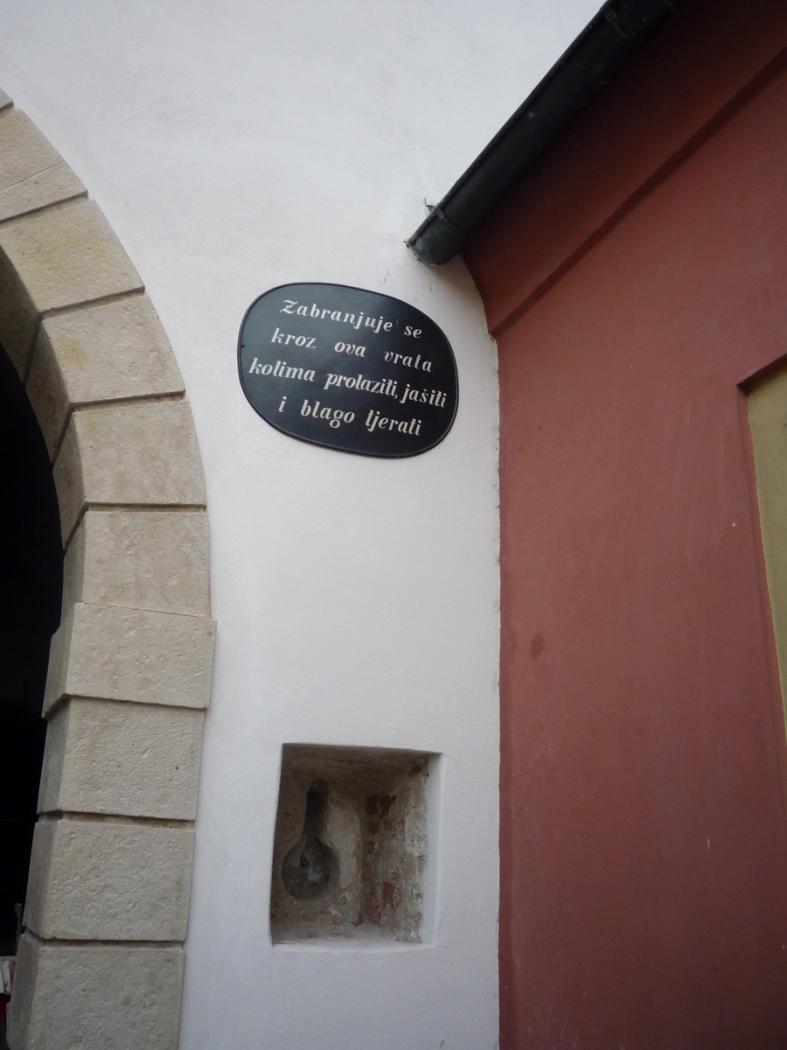 Zabranjuje se
kroz ova vrata
kolima prolaziti, jašiti
i blago tjerati